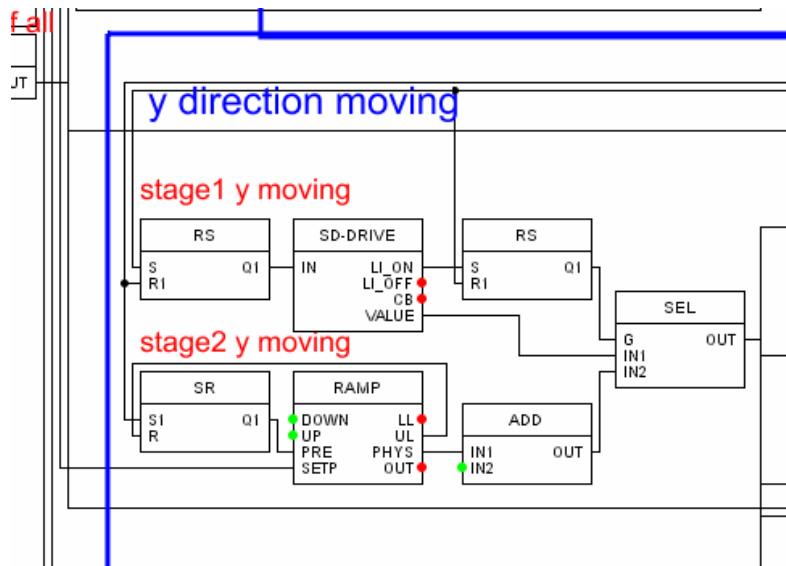 f all
UT
y direction moving
stage1 y moving
RS
S Q1
R1
SD-DRIVE
IN LI_ON
LI_OFF
CB
VALUE
RS
S Q1
R1
SEL
G OUT
IN1
IN2
stage2 y moving
SR
S1 Q1
R
RAMP
DOWN LL
UP UL
PRE PHYS
SETP OUT
ADD
IN1 OUT
IN2